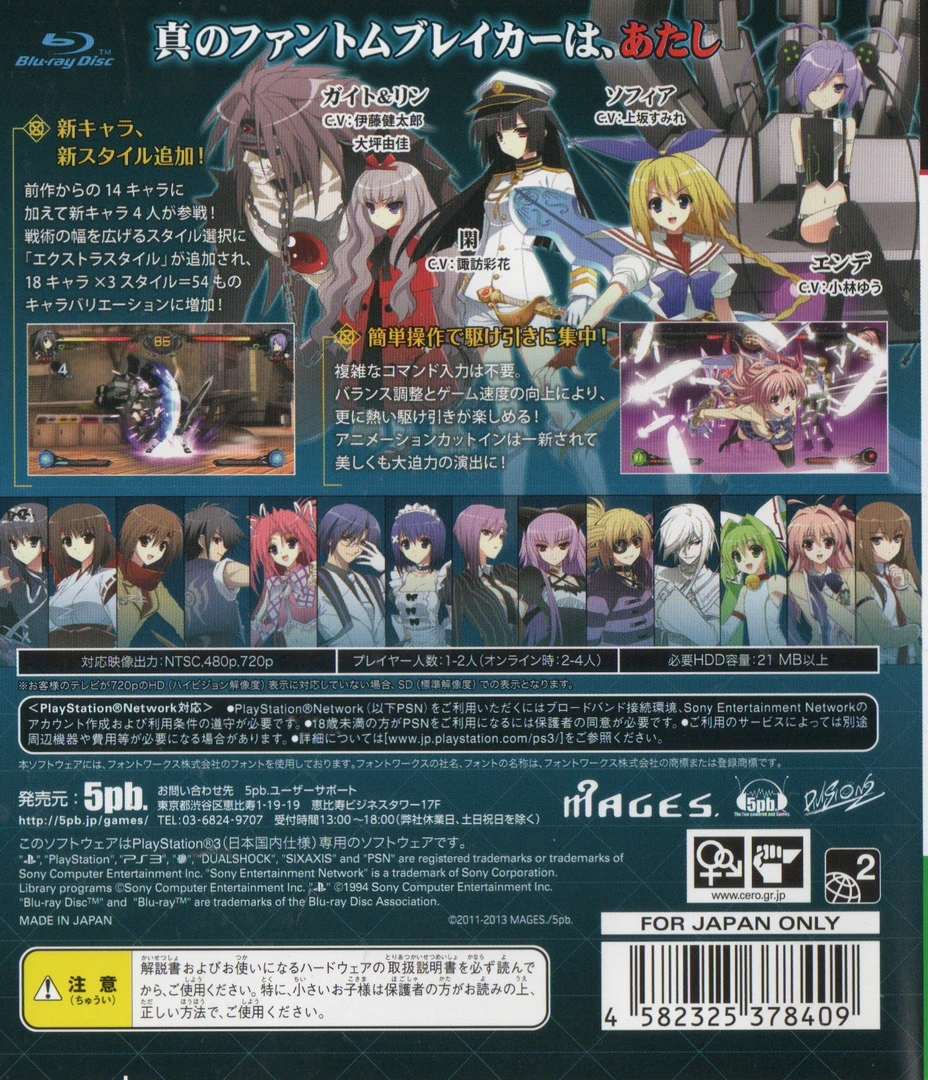 Blu-ray Disc™
真のファントムブレイカーは、あたし
ガイト&リン
C.V：伊藤健太郎
大坪由佳
ソフィア
C.V：上坂すみれ
新キャラ、
新スタイル追加！
前作からの 14 キャラに
加えて新キャラ 4 人が参戦！
戦術の幅を広げるスタイル選択に
「エクストラスタイル」が追加され、
18 キャラ ×3 スタイル＝54 もの
キャラバリエーションに増加！
閑
C.V：諏訪彩花
エンデ
C.V：小林ゆう
86
4
簡単操作で駆け引きに集中！
複雑なコマンド入力は不要。
バランス調整とゲーム速度の向上により、
更に熱い駆け引きが楽しめる！
アニメーションカットインは一新されて
美しくも大迫力の演出に！
対応映像出力：NTSC,480p,720p
プレイヤー人数：1-2人（オンライン時：2-4人）
必要HDD容量：21 MB以上
※お客様のテレビが720pのHD（ハイビジョン解像度）表示に対応していない場合、SD（標準解像度）での表示となります。
＜PlayStation®Network対応＞ ●PlayStation®Network（以下PSN）をご利用いただくにはブロードバンド接続環境、Sony Entertainment Networkの
アカウント作成および利用条件の遵守が必要です。●18歳未満の方がPSNをご利用になるには保護者の同意が必要です。●ご利用のサービスによっては別途
周辺機器や費用等が必要になる場合があります。●詳細については[www.jp.playstation.com/ps3/]をご参照ください。
本ソフトウェアには、フォントワークス株式会社のフォントを使用しております。フォントワークスの社名、フォントの名称は、フォントワークス株式会社の商標または登録商標です。
発売元：5pb.
お問い合わせ先 5pb.ユーザーサポート
東京都渋谷区恵比寿1-19-19 恵比寿ビジネスタワー17F
http://5pb.jp/games/ TEL:03-6824-9707 受付時間13:00〜18:00（弊社休業日、土日祝日を除く）
MAGES.
5pb.
The Five powered and Games.
DIVISION2
このソフトウェアはPlayStation®3（日本国内仕様）専用のソフトウェアです。
" ", "PlayStation", "PS3", " ", "DUALSHOCK", "SIXAXIS" and "PSN" are registered trademarks or trademarks of
Sony Computer Entertainment Inc. "Sony Entertainment Network" is a trademark of Sony Corporation.
Library programs ©Sony Computer Entertainment Inc. " " ©1994 Sony Computer Entertainment Inc.
"Blu-ray Disc™" and "Blu-ray™" are trademarks of the Blu-ray Disc Association.
MADE IN JAPAN
©2011-2013 MAGES./5pb.
www.cero.gr.jp
2
FOR JAPAN ONLY
注意
（ちゅうい）
解説書およびお使いになるハードウェアの取扱説明書を必ず読んで
から、ご使用ください。特に、小さいお子様は保護者の方がお読みの上、
正しい方法で、ご使用ください。
4 582325 378409